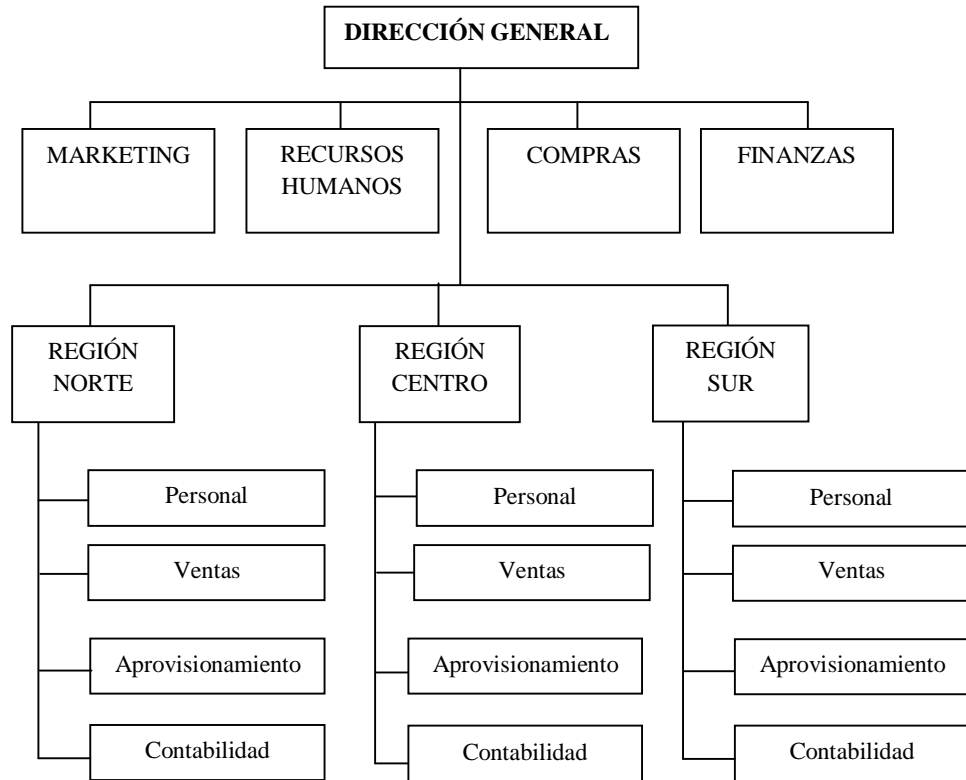 DIRECCIÓN GENERAL
MARKETING
RECURSOS
HUMANOS
COMPRAS
FINANZAS
REGIÓN
NORTE
REGIÓN
CENTRO
REGIÓN
SUR
Personal
Personal
Personal
Ventas
Ventas
Ventas
Aprovisionamiento
Aprovisionamiento
Aprovisionamiento
Contabilidad
Contabilidad
Contabilidad